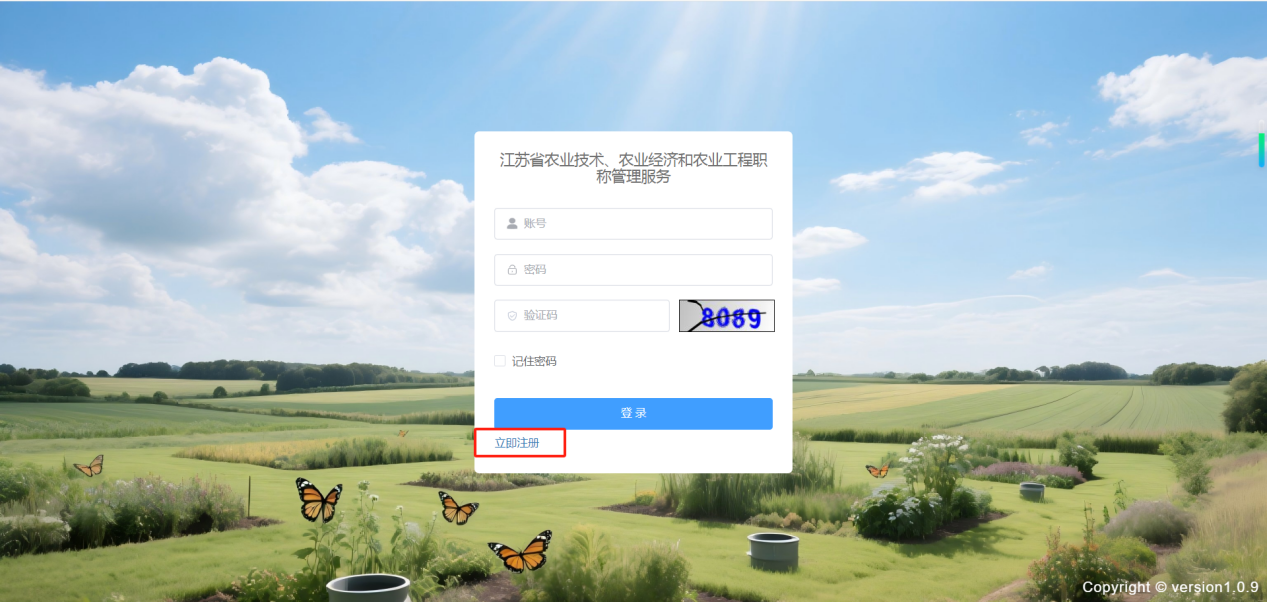 江苏省农业技术、农业经济和农业工程职
称管理服务
账号
密码
验证码
8089
记住密码
登 录
立即注册
Copyright © version1.0.9